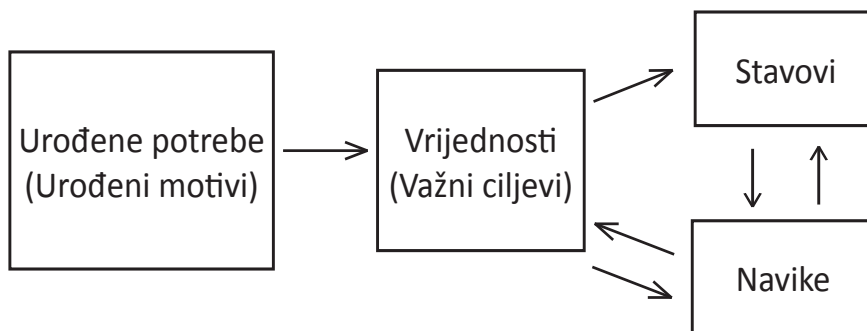 Urođene potrebe
(Urođeni motivi)
Vrijednosti
(Važni ciljevi)
Stavovi
Navike